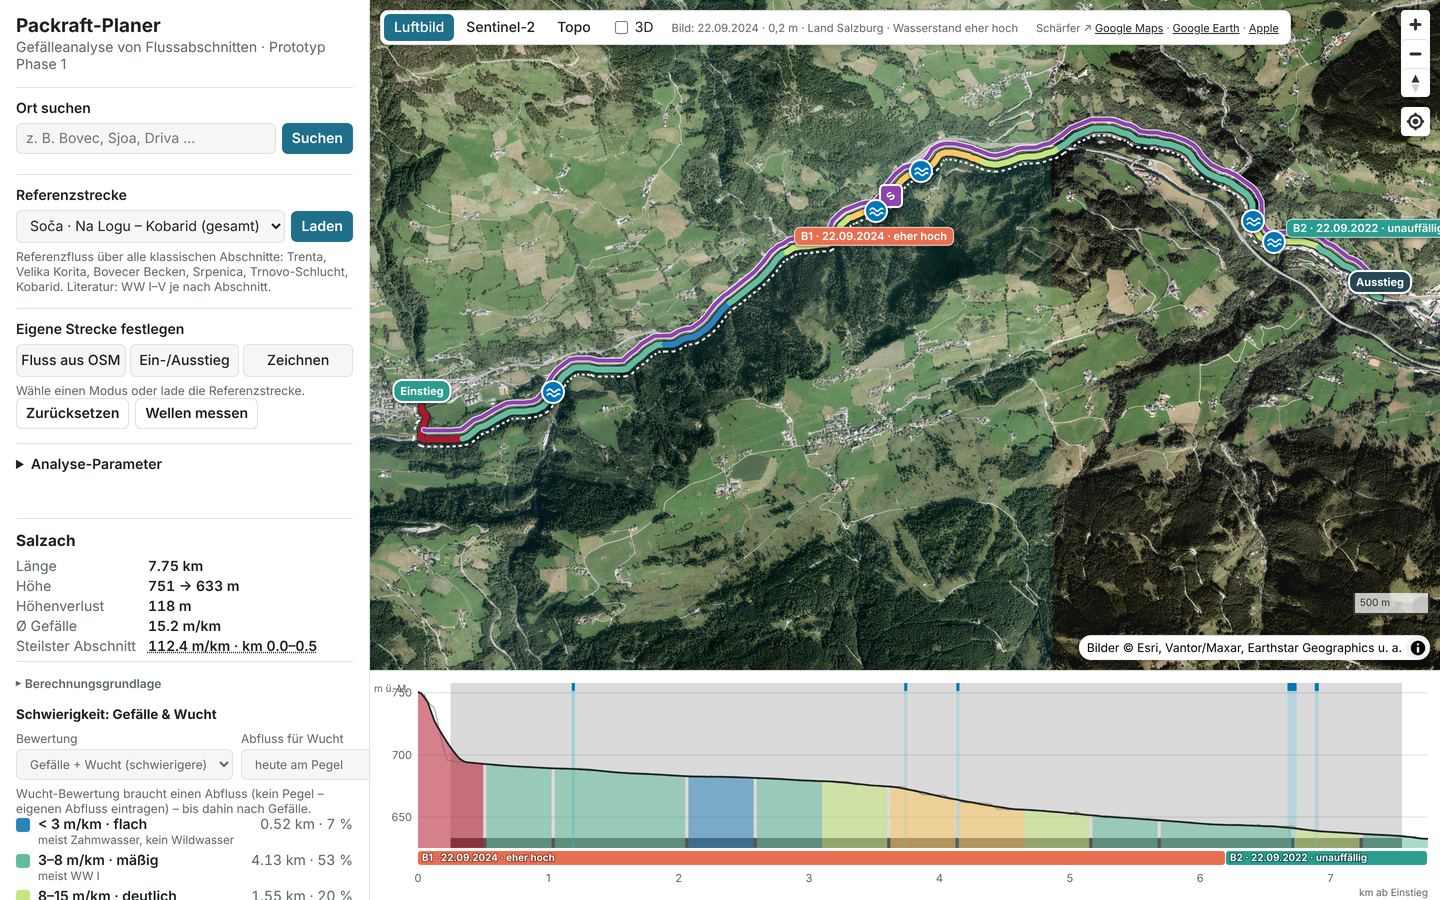 Packraft-Planer
Gefälleanalyse von Flussabschnitten · Prototyp
Phase 1
Ort suchen
z. B. Bovec, Sjoa, Driva ...
Suchen
Referenzstrecke
Soča · Na Logu – Kobarid (gesamt)
Laden
Referenzfluss über alle klassischen Abschnitte: Trenta,
Velika Korita, Bovecer Becken, Srpenica, Trnovo-Schlucht,
Kobarid. Literatur: WW I–V je nach Abschnitt.
Eigene Strecke festlegen
Fluss aus OSM
Ein-/Ausstieg
Zeichnen
Wähle einen Modus oder lade die Referenzstrecke.
Zurücksetzen
Wellen messen
Analyse-Parameter
Salzach
Länge 7.75 km
Höhe 751 → 633 m
Höhenverlust 118 m
Ø Gefälle 15.2 m/km
Steilster Abschnitt 112.4 m/km · km 0.0–0.5
Berechnungsgrundlage
Schwierigkeit: Gefälle & Wucht
Bewertung Abfluss für Wucht
Gefälle + Wucht (schwierigere) heute am Pegel
Wucht-Bewertung braucht einen Abfluss (kein Pegel –
eigenen Abfluss eintragen) – bis dahin nach Gefälle.
< 3 m/km · flach 0.52 km · 7 %
meist Zahmwasser, kein Wildwasser
3–8 m/km · mäßig 4.13 km · 53 %
meist WW I
8–15 m/km · deutlich 1.55 km · 20 %
Luftbild Sentinel-2 Topo 3D Bild: 22.09.2024 · 0,2 m · Land Salzburg · Wasserstand eher hoch Schärfer ↗ Google Maps · Google Earth · Apple
S
B1 · 22.09.2024 · eher hoch
B2 · 22.09.2022 · unauffällig
Ausstieg
Einstieg
500 m
Bilder © Esri, Vantor/Maxar, Earthstar Geographics u. a.
m ü. M.
750
700
650
B1 · 22.09.2024 · eher hoch
B2 · 22.09.2022 · unauffällig
0 1 2 3 4 5 6 7
km ab Einstieg